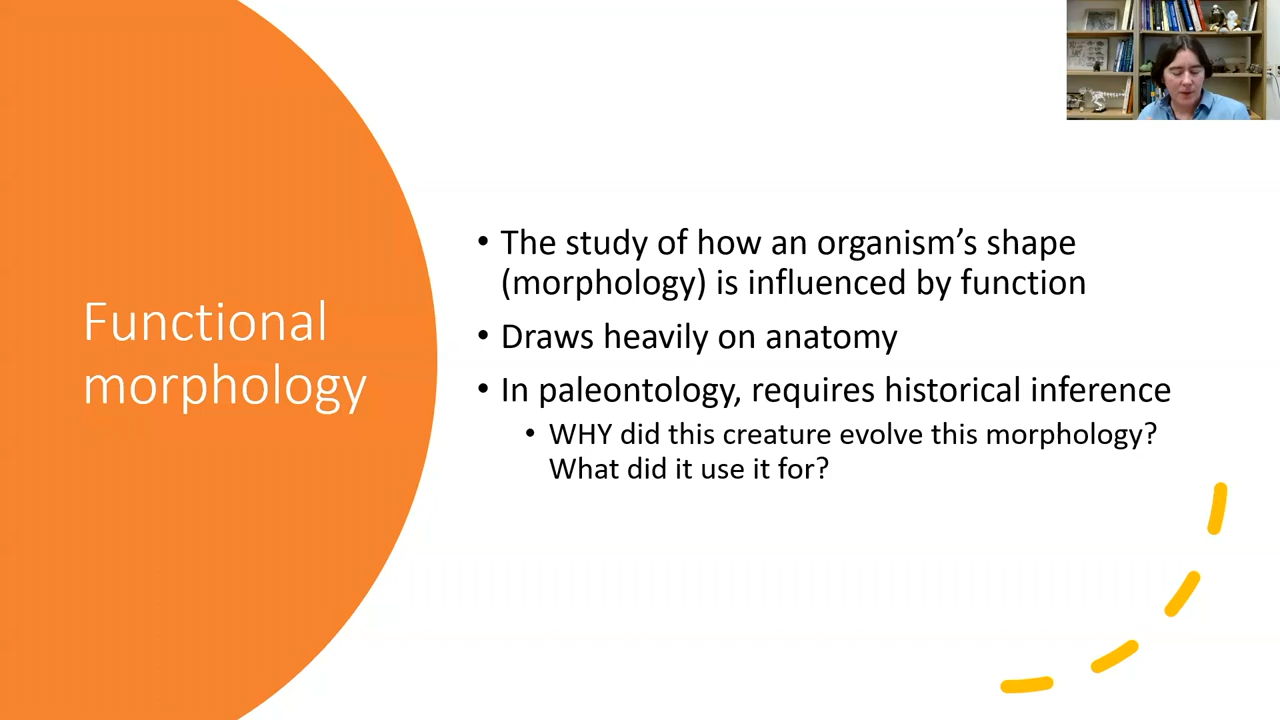 Functional
morphology
• The study of how an organism’s shape
(morphology) is influenced by function
• Draws heavily on anatomy
• In paleontology, requires historical inference
• WHY did this creature evolve this morphology?
What did it use it for?